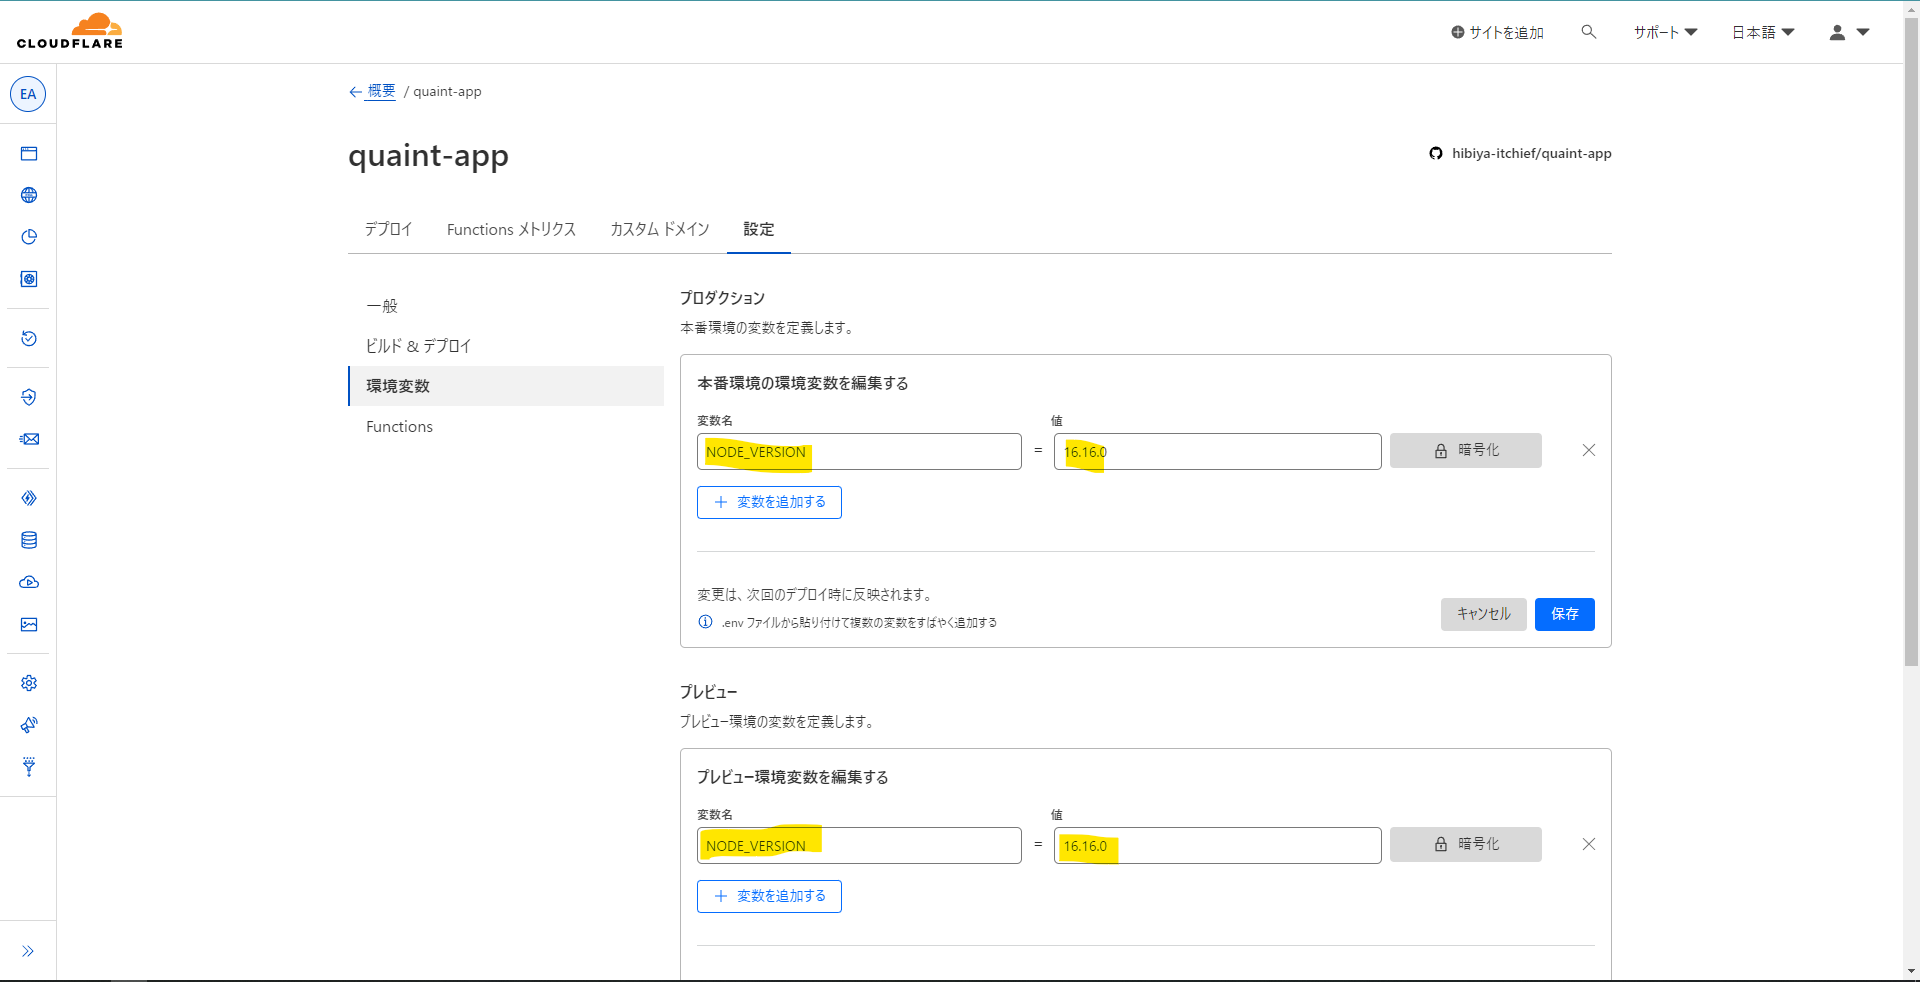 CLOUDFLARE
サイトを追加
サポート
日本語
EA
概要 / quaint-app
quaint-app
hibiya-itchief/quaint-app
デプロイ
Functions メトリクス
カスタム ドメイン
設定
一般
ビルド & デプロイ
環境変数
Functions
プロダクション
本番環境の変数を定義します。
本番環境の環境変数を編集する
変数名
値
NODE_VERSION
=
16.16.0
暗号化
変数を追加する
変更は、次回のデプロイ時に反映されます。
.env ファイルから貼り付けて複数の変数をすばやく追加する
キャンセル
保存
プレビュー
プレビュー環境の変数を定義します。
プレビュー環境変数を編集する
変数名
値
NODE_VERSION
=
16.16.0
暗号化
変数を追加する